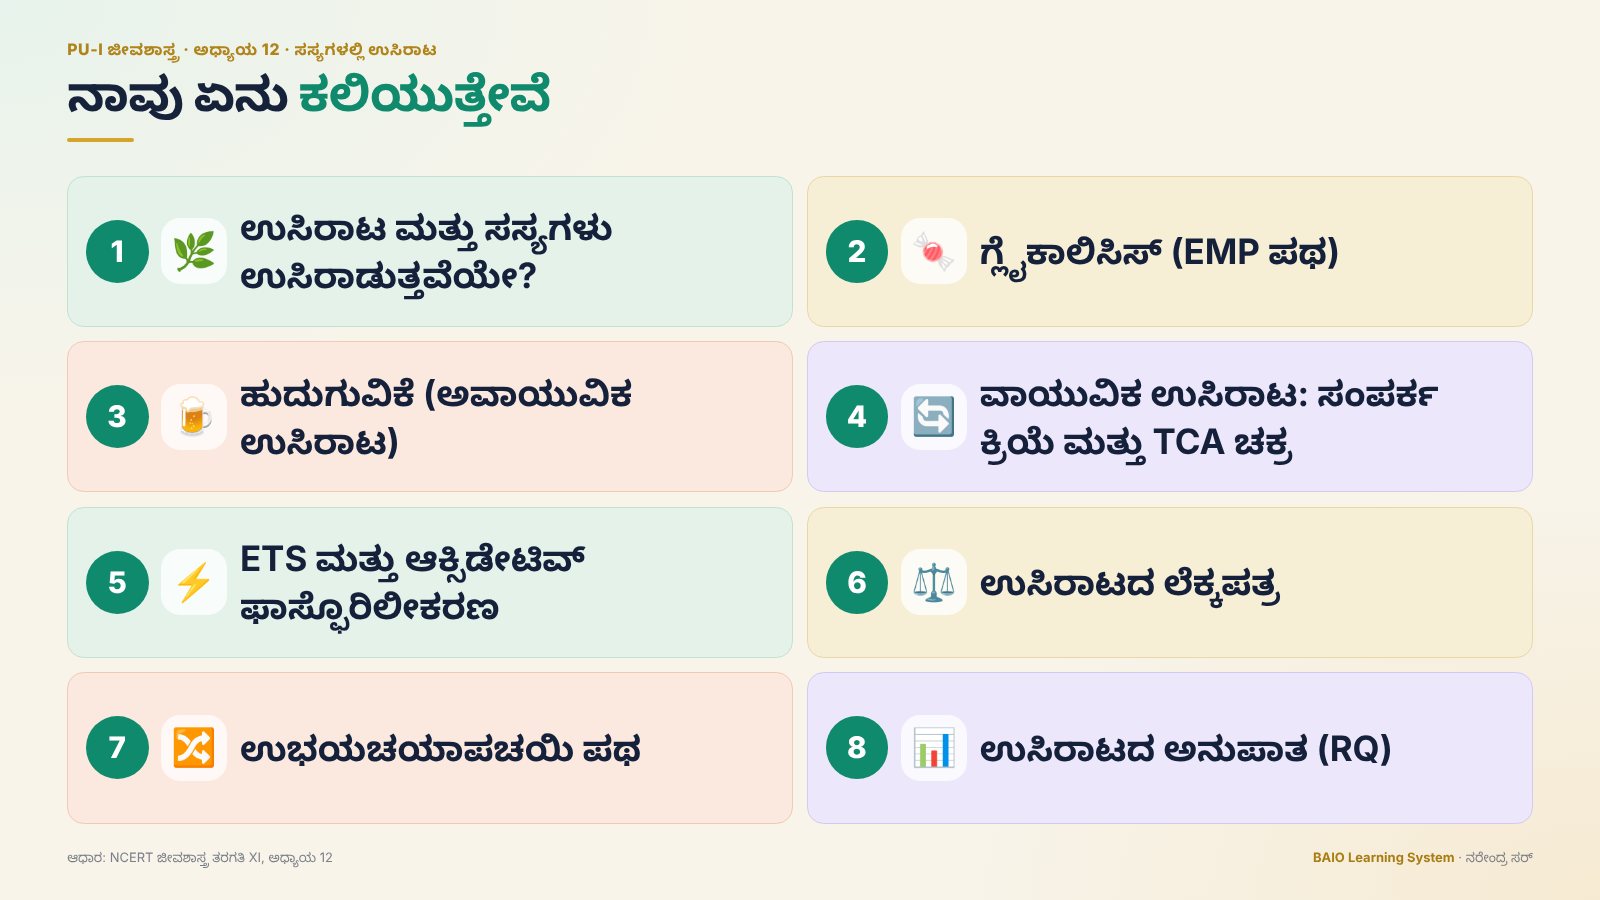 PU-I ಜೀವಶಾಸ್ತ್ರ · ಅಧ್ಯಾಯ 12 · ಸಸ್ಯಗಳಲ್ಲಿ ಉಸಿರಾಟ
ನಾವು ಏನು ಕಲಿಯುತ್ತೇವೆ
1 ಉಸಿರಾಟ ಮತ್ತು ಸಸ್ಯಗಳು
ಉಸಿರಾಡುತ್ತವೆಯೇ?
2 ಗ್ಲೈಕಾಲಿಸಿಸ್ (EMP ಪಥ)
3 ಹುದುಗುವಿಕೆ (ಅವಾಯುವಿಕ
ಉಸಿರಾಟ)
4 ವಾಯುವಿಕ ಉಸಿರಾಟ: ಸಂಪರ್ಕ
ಕ್ರಿಯೆ ಮತ್ತು TCA ಚಕ್ರ
5 ETS ಮತ್ತು ಆಕ್ಸಿಡೇಟಿವ್
ಫಾಸ್ಫೊರಿಲೀಕರಣ
6 ಉಸಿರಾಟದ ಲೆಕ್ಕಪತ್ರ
7 ಉಭಯಚಯಾಪಚಯಿ ಪಥ
8 ಉಸಿರಾಟದ ಅನುಪಾತ (RQ)
ಆಧಾರ: NCERT ಜೀವಶಾಸ್ತ್ರ ತರಗತಿ XI, ಅಧ್ಯಾಯ 12
BAIO Learning System · ನರೇಂದ್ರ ಸರ್